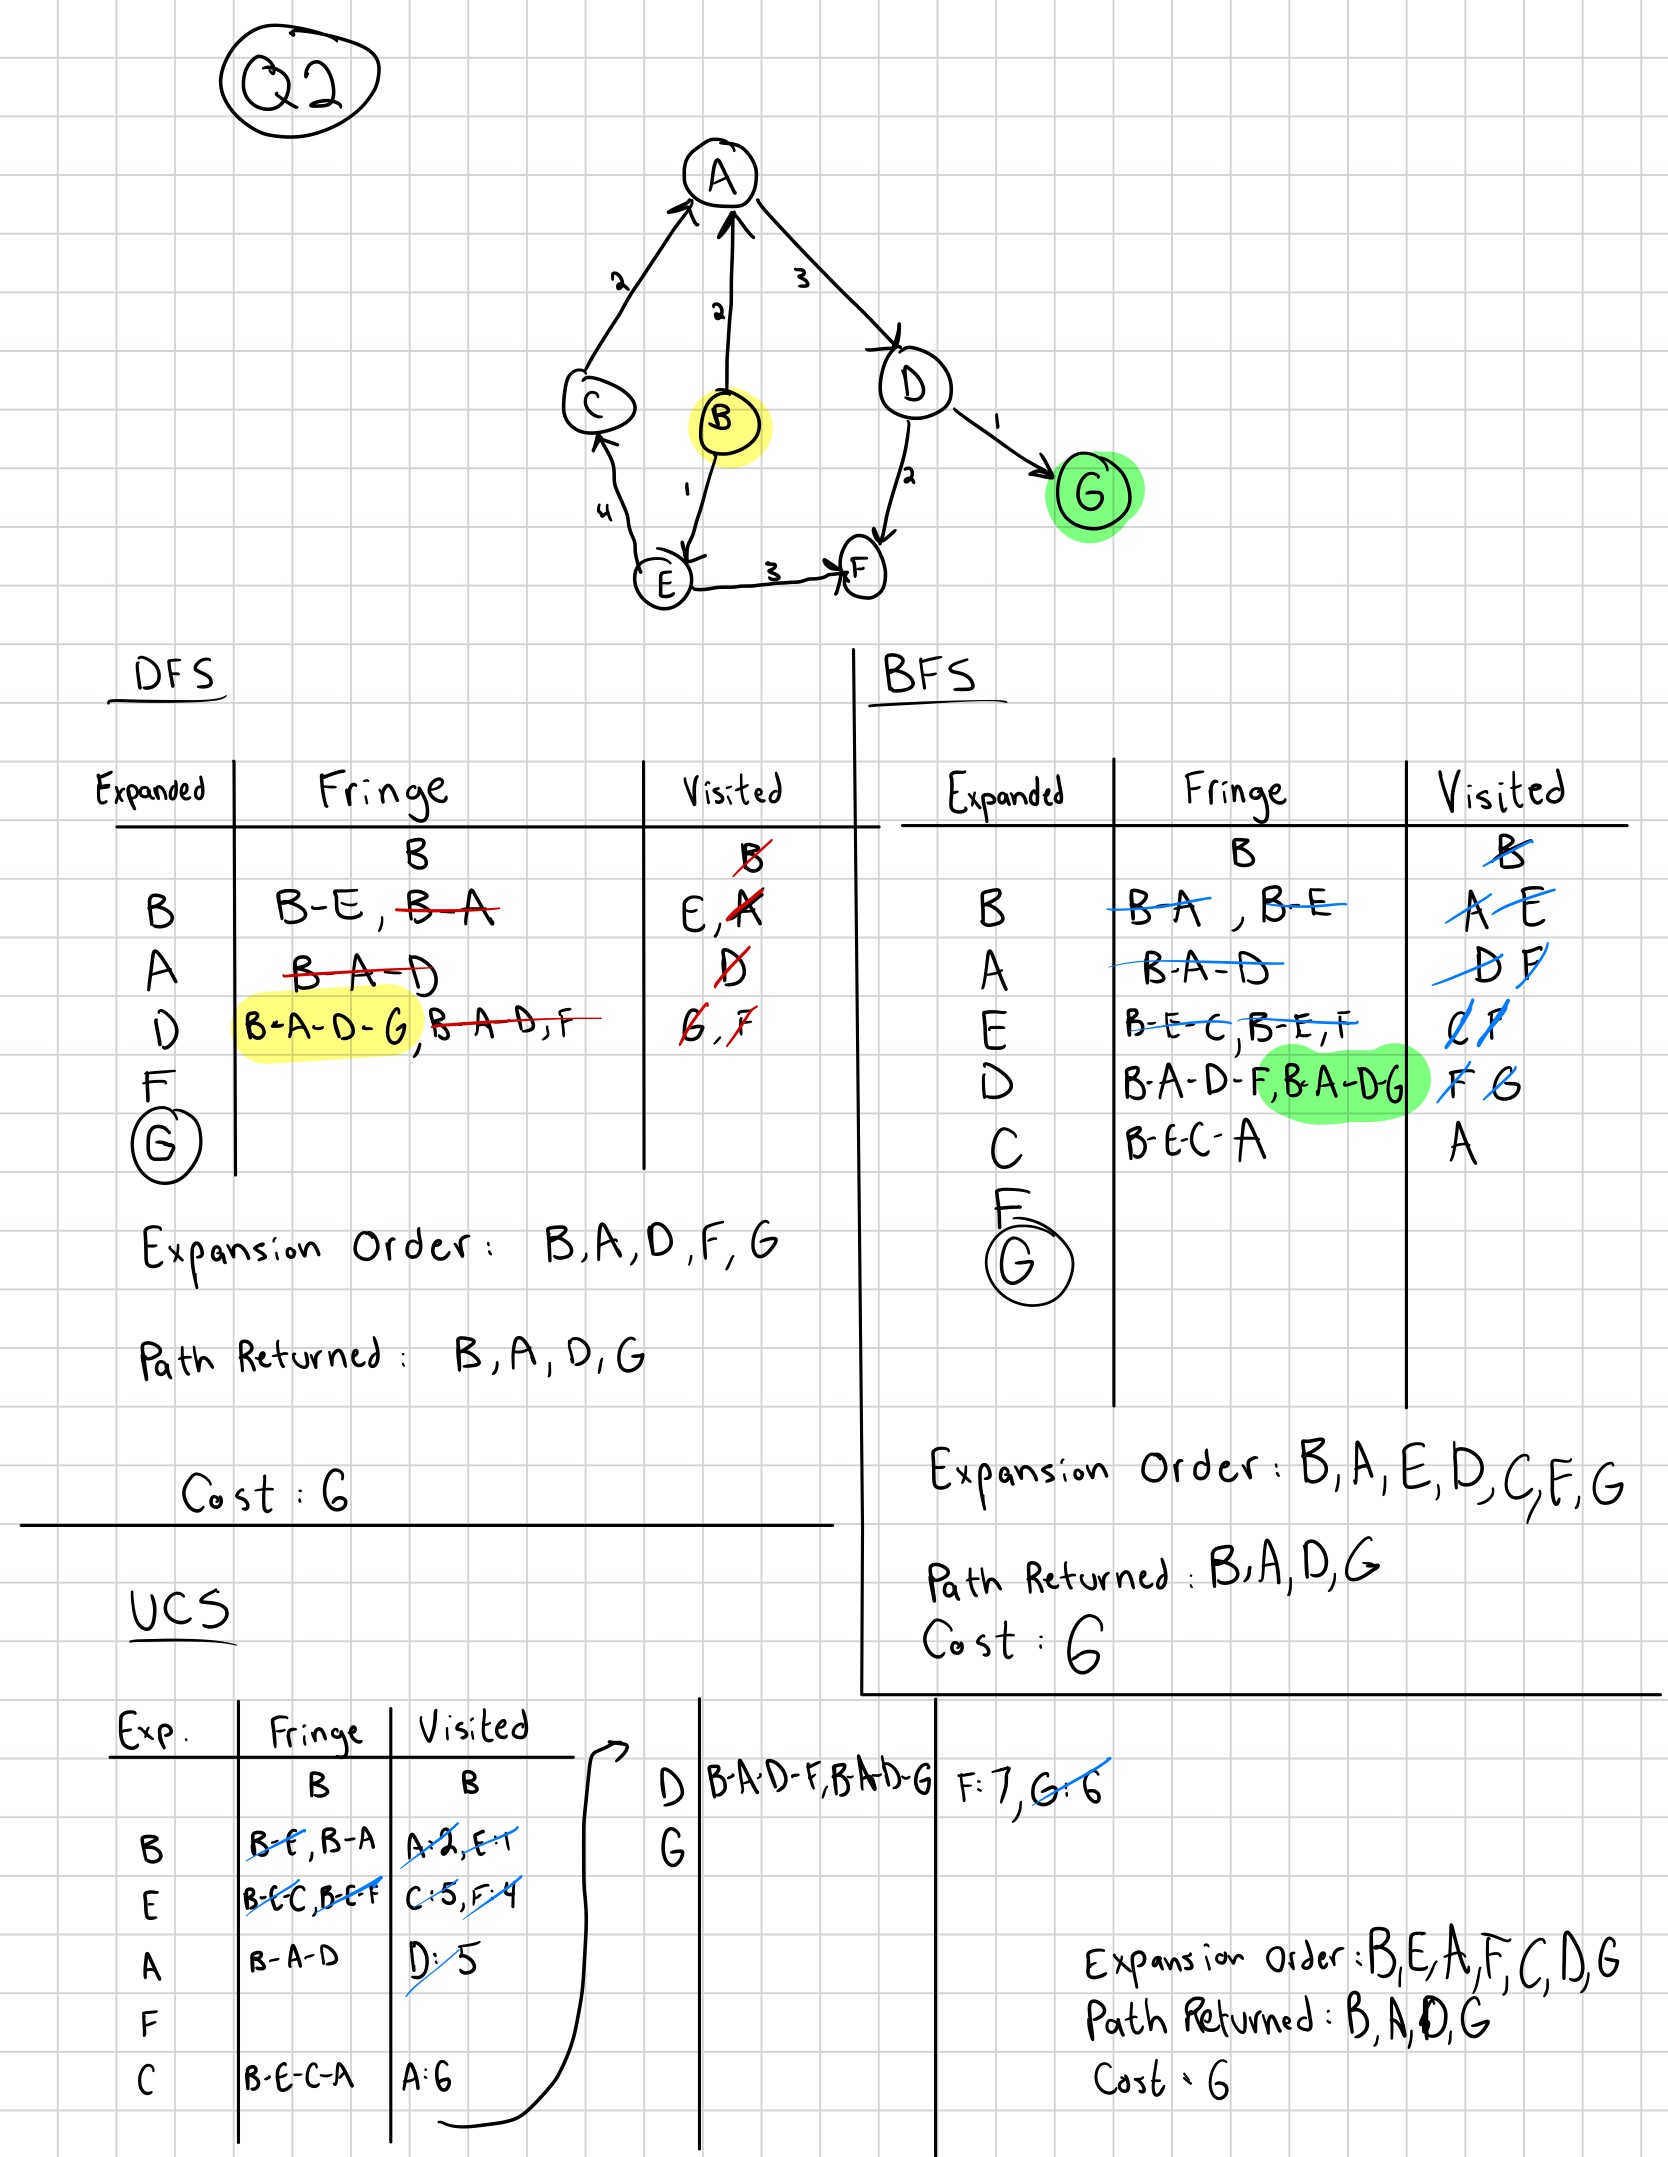 Q2
A
2
2
3
C
B
D
1
1
4
2
G
E
3
F
DFS
Expanded Fringe Visited
B B
B B-E, B-A E, A
A B-A-D D
D B-A-D-G, B-A-D,F G, F
F
G
Expansion Order: B, A, D, F, G
Path Returned: B, A, D, G
Cost: 6
BFS
Expanded Fringe Visited
B B
B B-A, B-E A E
A B-A-D D F
E B-E-C, B-E,F C F
D B-A-D-F, B-A-D-G F G
C B-E-C-A A
F
G
Expansion Order: B, A, E, D, C, F, G
Path Returned: B, A, D, G
Cost: 6
UCS
Exp. Fringe Visited
B B
B B-E, B-A A:2, E:1
E B-E-C, B-E-F C:5, F:4
A B-A-D D:5
F
C B-E-C-A A:6
D B-A-D-F, B-A-D-G F:7, G:6
G
Expansion Order: B, E, A, F, C, D, G
Path Returned: B, A, D, G
Cost: 6